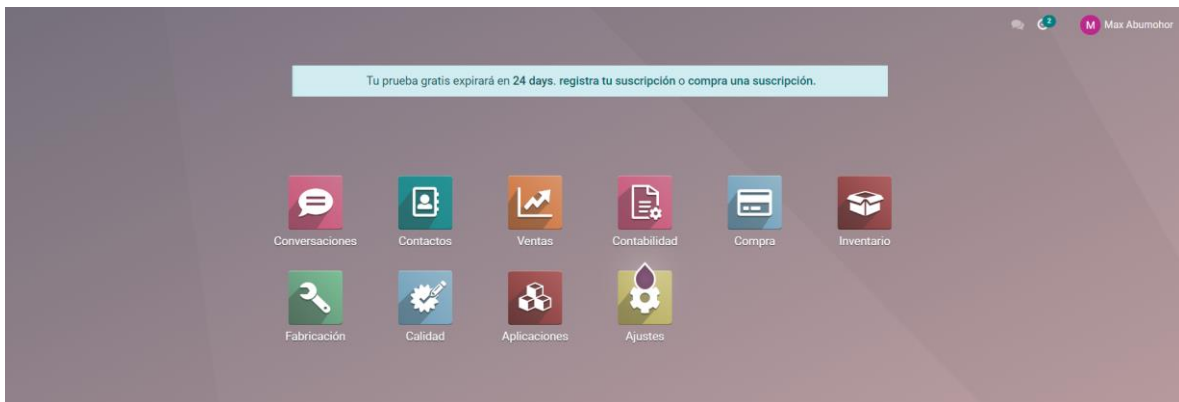 2
M Max Abumohor
Tu prueba gratis expirará en 24 days. registra tu suscripción o compra una suscripción.
Conversaciones Contactos Ventas Contabilidad Compra Inventario
Fabricación Calidad Aplicaciones Ajustes